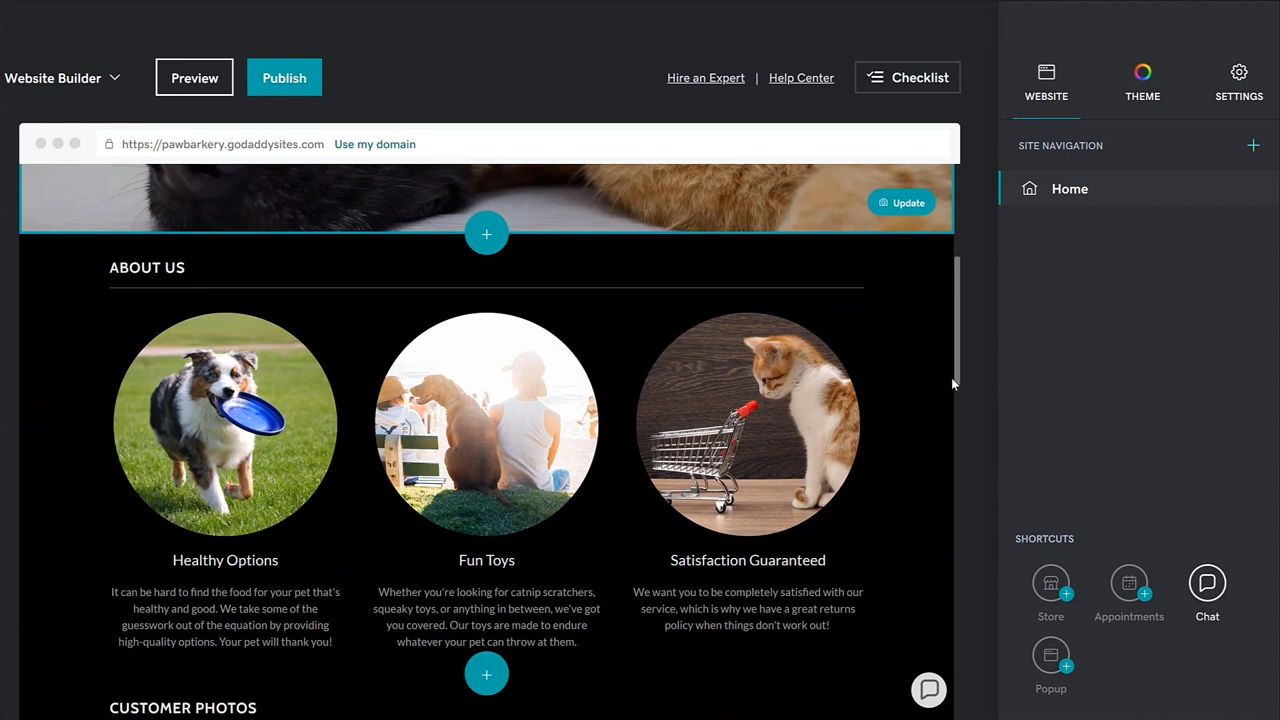 Website Builder
Preview
Publish
Hire an Expert | Help Center
Checklist
WEBSITE
THEME
SETTINGS
https://pawbarkery.godaddysites.com Use my domain
SITE NAVIGATION
Home
Update
ABOUT US
Healthy Options
It can be hard to find the food for your pet that's
healthy and good. We take some of the
guesswork out of the equation by providing
high-quality options. Your pet will thank you!
Fun Toys
Whether you're looking for catnip scratchers,
squeaky toys, or anything in between, we've got
you covered. Our toys are made to endure
whatever your pet can throw at them.
Satisfaction Guaranteed
We want you to be completely satisfied with our
service, which is why we have a great returns
policy when things don't work out!
CUSTOMER PHOTOS
SHORTCUTS
Store
Appointments
Chat
Popup